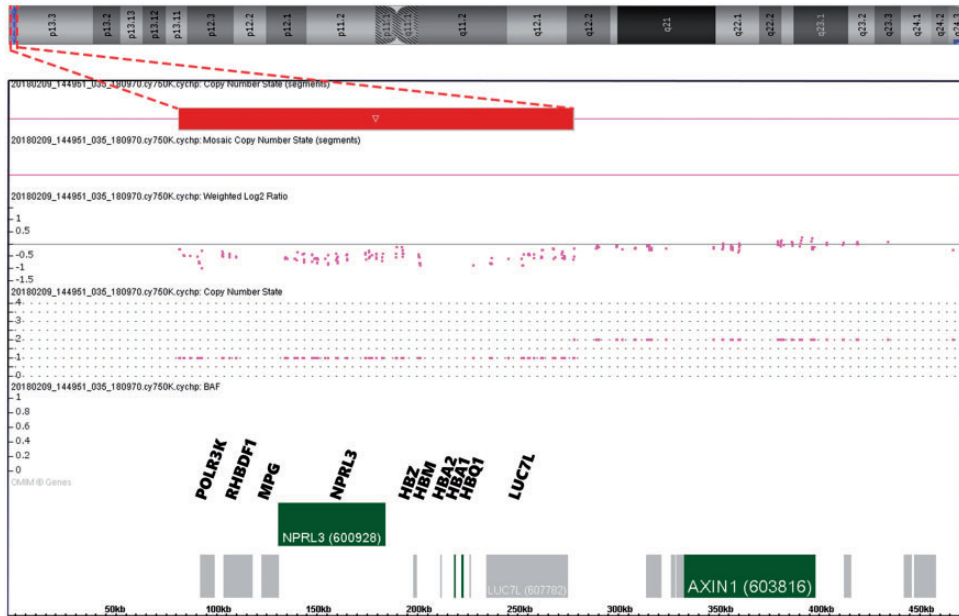 p13.3 p13.2 p13.13 p13.12 p13.11 p12.3 p12.2 p12.1 p11.2 p11.1 q11.1 q11.2 q12.1 q12.2 q21 q22.1 q22.2 q23.1 q23.2 q23.3 q24.1 q24.2 q24.3
20180209_144951_035_180970.cy750K.cychp: Copy Number State (segments)
20180209_144951_035_180970.cy750K.cychp: Mosaic Copy Number State (segments)
20180209_144951_035_180970.cy750K.cychp: Weighted Log2 Ratio
1
0.5
-0.5
-1
-1.5
20180209_144951_035_180970.cy750K.cychp: Copy Number State
4
3
2
1
0
20180209_144951_035_180970.cy750K.cychp: BAF
1
0.8
0.6
0.4
0.2
0
POLR3K RHBDF1 MPG NPRL3 HBZ HBM HBA2 HBA1 HBQ1 LUC7L
OMIM ® Genes
NPRL3 (600928)
LUC7L (607782) AXIN1 (603816)
50kb 100kb 150kb 200kb 250kb 300kb 350kb 400kb 450kb